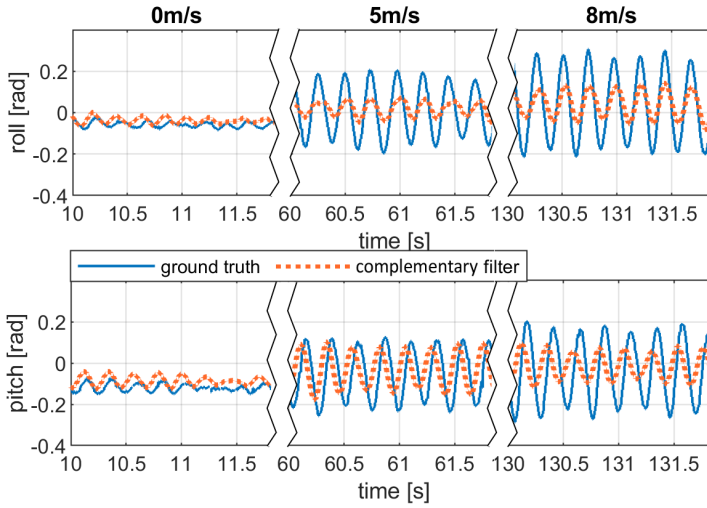 0m/s 5m/s 8m/s
roll [rad]
0.2
0
-0.2
-0.4
10 10.5 11 11.5 60 60.5 61 61.5 130 130.5 131 131.5
time [s]
ground truth complementary filter
pitch [rad]
0.2
0
-0.2
-0.4
10 10.5 11 11.5 60 60.5 61 61.5 130 130.5 131 131.5
time [s]